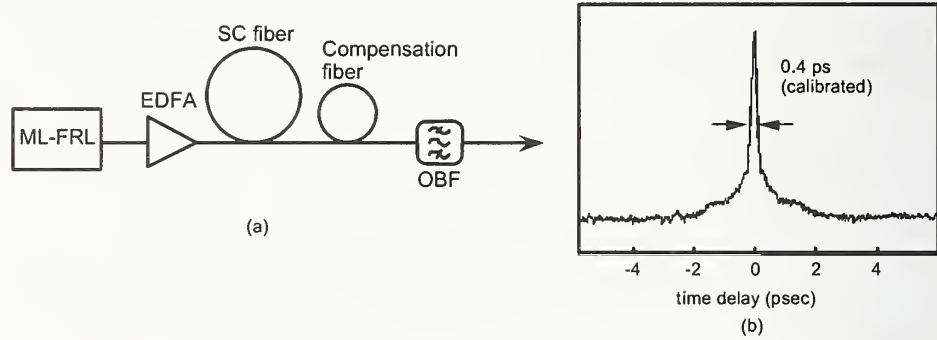 SC fiber
Compensation
fiber
EDFA
ML-FRL
OBF
(a)
0.4 ps
(calibrated)
-4 -2 0 2 4
time delay (psec)
(b)